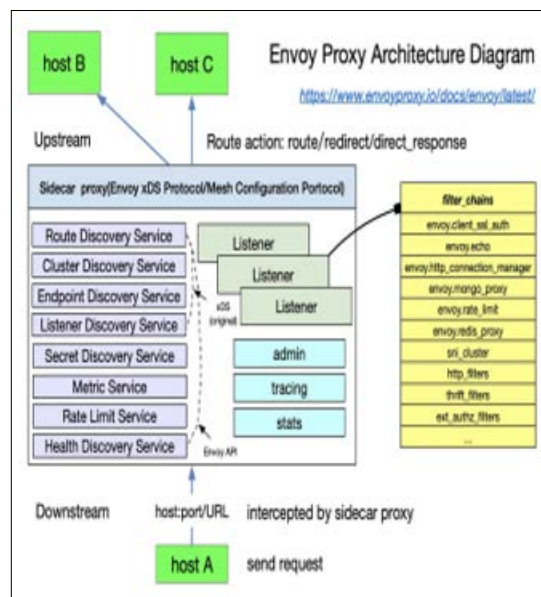 host B
host C
Envoy Proxy Architecture Diagram
https://www.envoyproxy.io/docs/envoy/latest/
Upstream
Route action: route/redirect/direct_response
Sidecar proxy(Envoy xDS Protocol/Mesh Configuration Portocol)
Route Discovery Service
Cluster Discovery Service
Endpoint Discovery Service
Listener Discovery Service
Secret Discovery Service
Metric Service
Rate Limit Service
Health Discovery Service
xDS
(original)
Envoy API
Listener
Listener
Listener
admin
tracing
stats
filter_chains
envoy.client_ssl_auth
envoy.echo
envoy.http_connection_manager
envoy.mongo_proxy
envoy.rate_limit
envoy.redis_proxy
sni_cluster
http_filters
thrift_filters
ext_authz_filters
...
Downstream
host:port/URL
intercepted by sidecar proxy
host A
send request